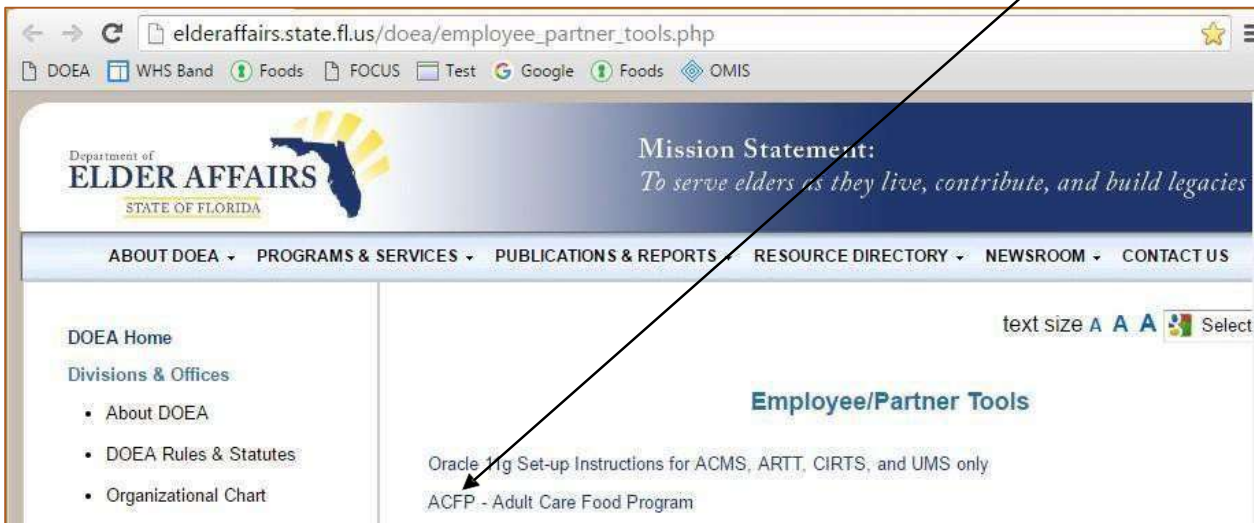 elderaffairs.state.fl.us/doea/employee_partner_tools.php
DOEA WHS Band Foods FOCUS Test Google Foods OMIS
Department of
ELDER AFFAIRS
STATE OF FLORIDA
Mission Statement:
To serve elders as they live, contribute, and build legacies
ABOUT DOEA PROGRAMS & SERVICES PUBLICATIONS & REPORTS RESOURCE DIRECTORY NEWSROOM CONTACT US
text size A A A Select
DOEA Home
Divisions & Offices
• About DOEA
• DOEA Rules & Statutes
• Organizational Chart
Employee/Partner Tools
Oracle 11g Set-up Instructions for ACMS, ARTT, CIRTS, and UMS only
ACFP - Adult Care Food Program